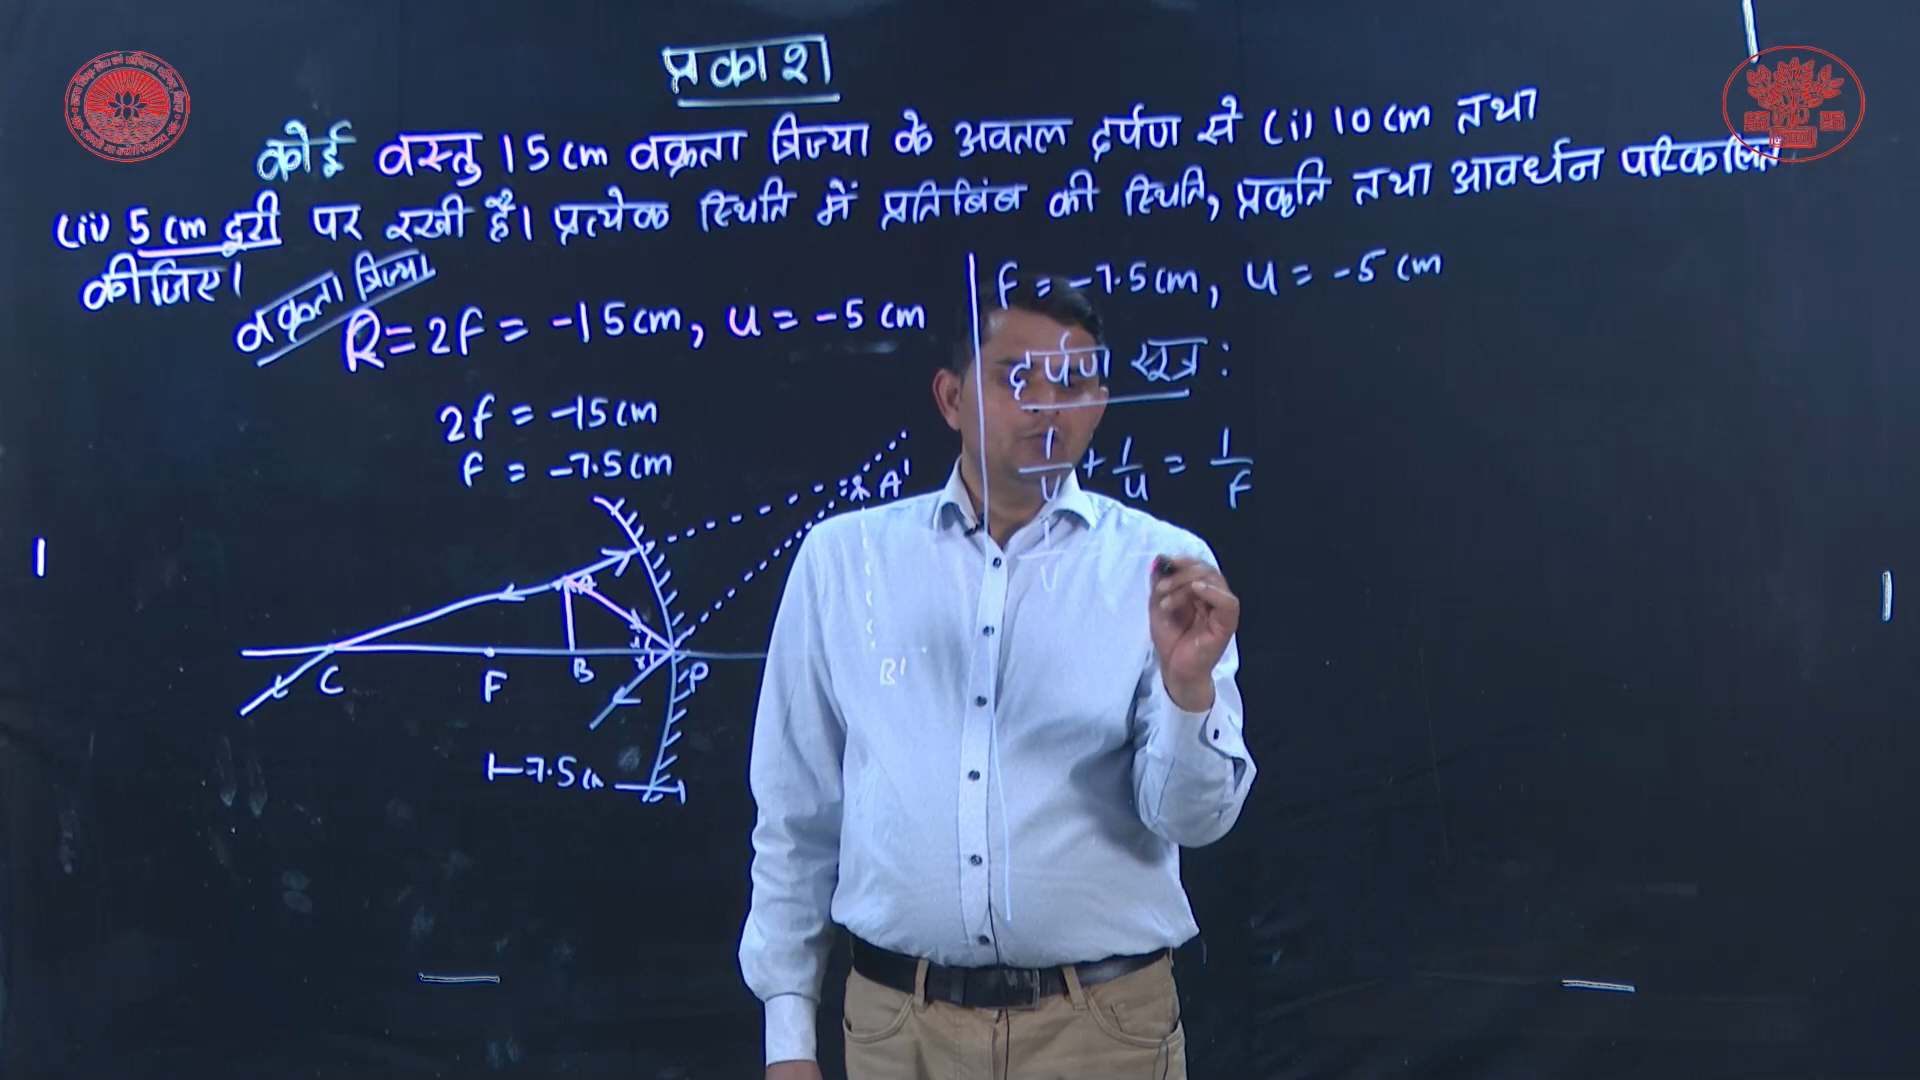 प्रकाश
कोई वस्तु 15 cm वक्रता त्रिज्या के अवतल दर्पण से (i) 10 cm तथा
(ii) 5 cm दूरी पर रखी है। प्रत्येक स्थिति में प्रतिबिंब की स्थिति, प्रकृति तथा आवर्धन परिकलित
कीजिए।
वक्रता त्रिज्या
R = 2f = -15 cm, u = -5 cm
2f = -15 cm
f = -7.5 cm
A'
A
C F B P B'
7.5 cm
f = -7.5 cm, u = -5 cm
दर्पण सूत्र :
1/v + 1/u = 1/f
1/v =